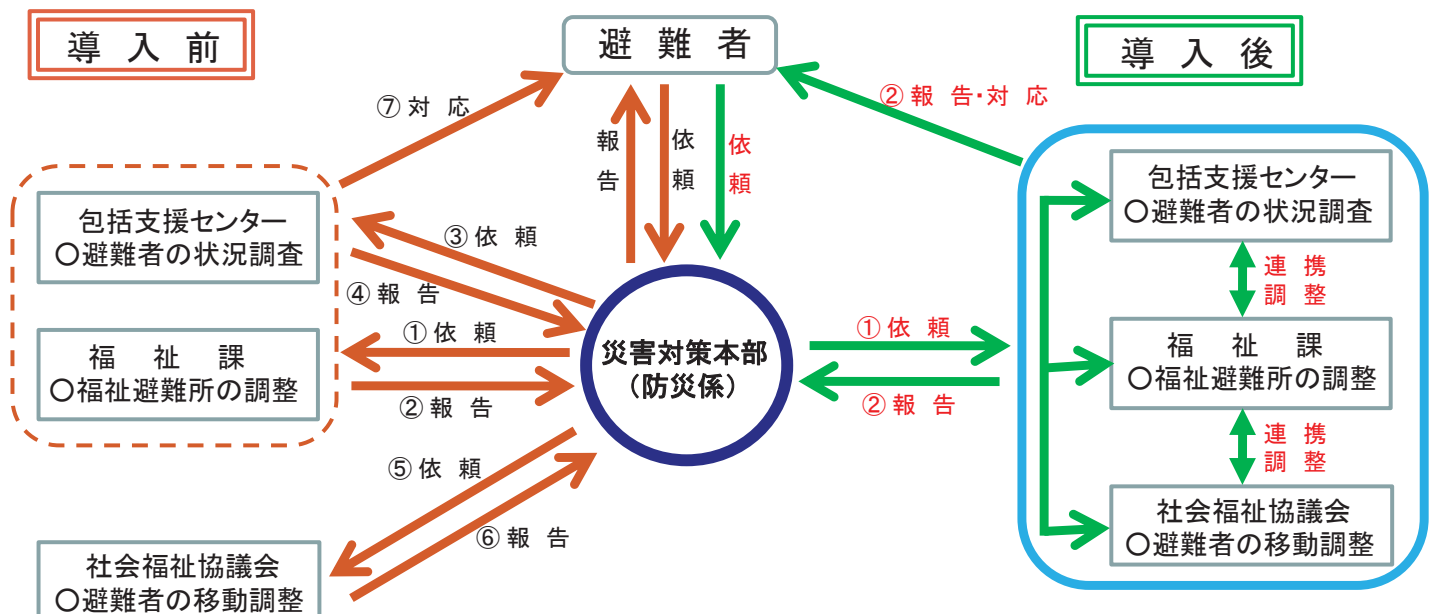 導入前
避難者
導入後
⑦対応
②報告・対応
報告
依頼
依頼
包括支援センター
〇避難者の状況調査
③依頼
④報告
①依頼
福祉課
〇福祉避難所の調整
②報告
⑤依頼
⑥報告
社会福祉協議会
〇避難者の移動調整
災害対策本部
（防災係）
①依頼
②報告
包括支援センター
〇避難者の状況調査
連携
調整
福祉課
〇福祉避難所の調整
連携
調整
社会福祉協議会
〇避難者の移動調整